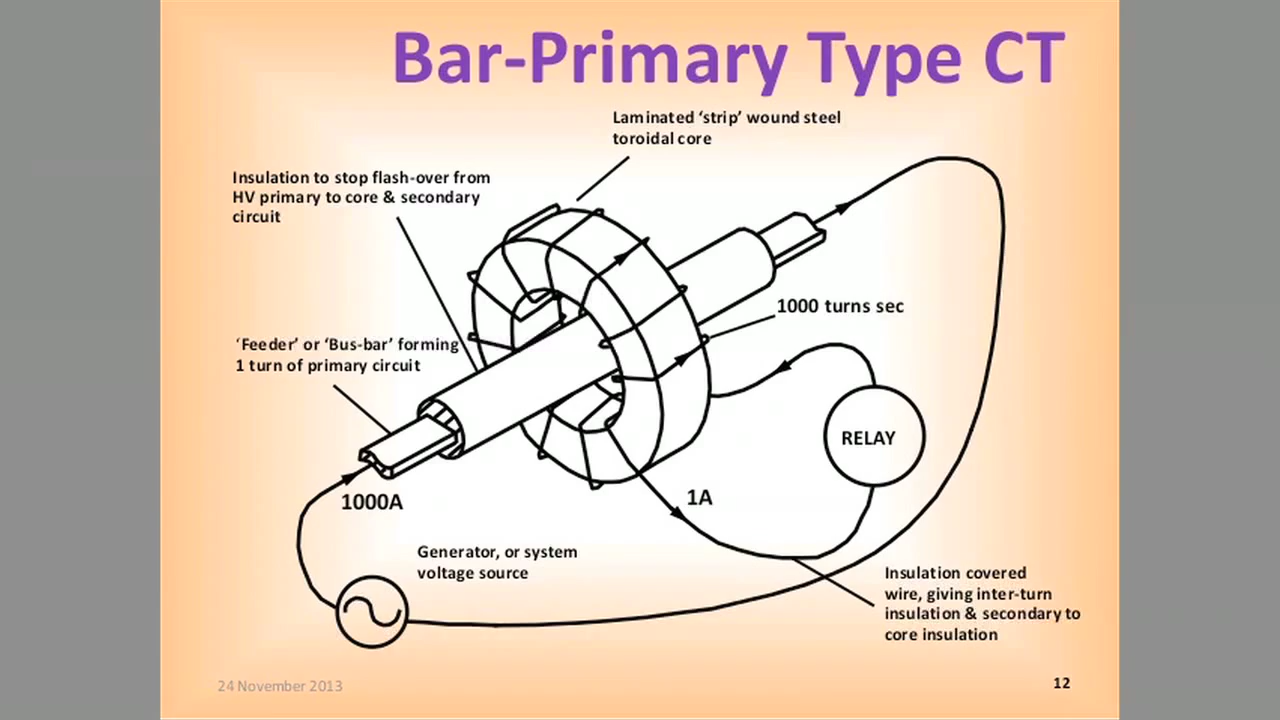 Bar-Primary Type CT
Laminated ‘strip’ wound steel
toroidal core
Insulation to stop flash-over from
HV primary to core & secondary
circuit
1000 turns sec
‘Feeder’ or ‘Bus-bar’ forming
1 turn of primary circuit
RELAY
1000A
1A
Generator, or system
voltage source
Insulation covered
wire, giving inter-turn
insulation & secondary to
core insulation
24 November 2013
12